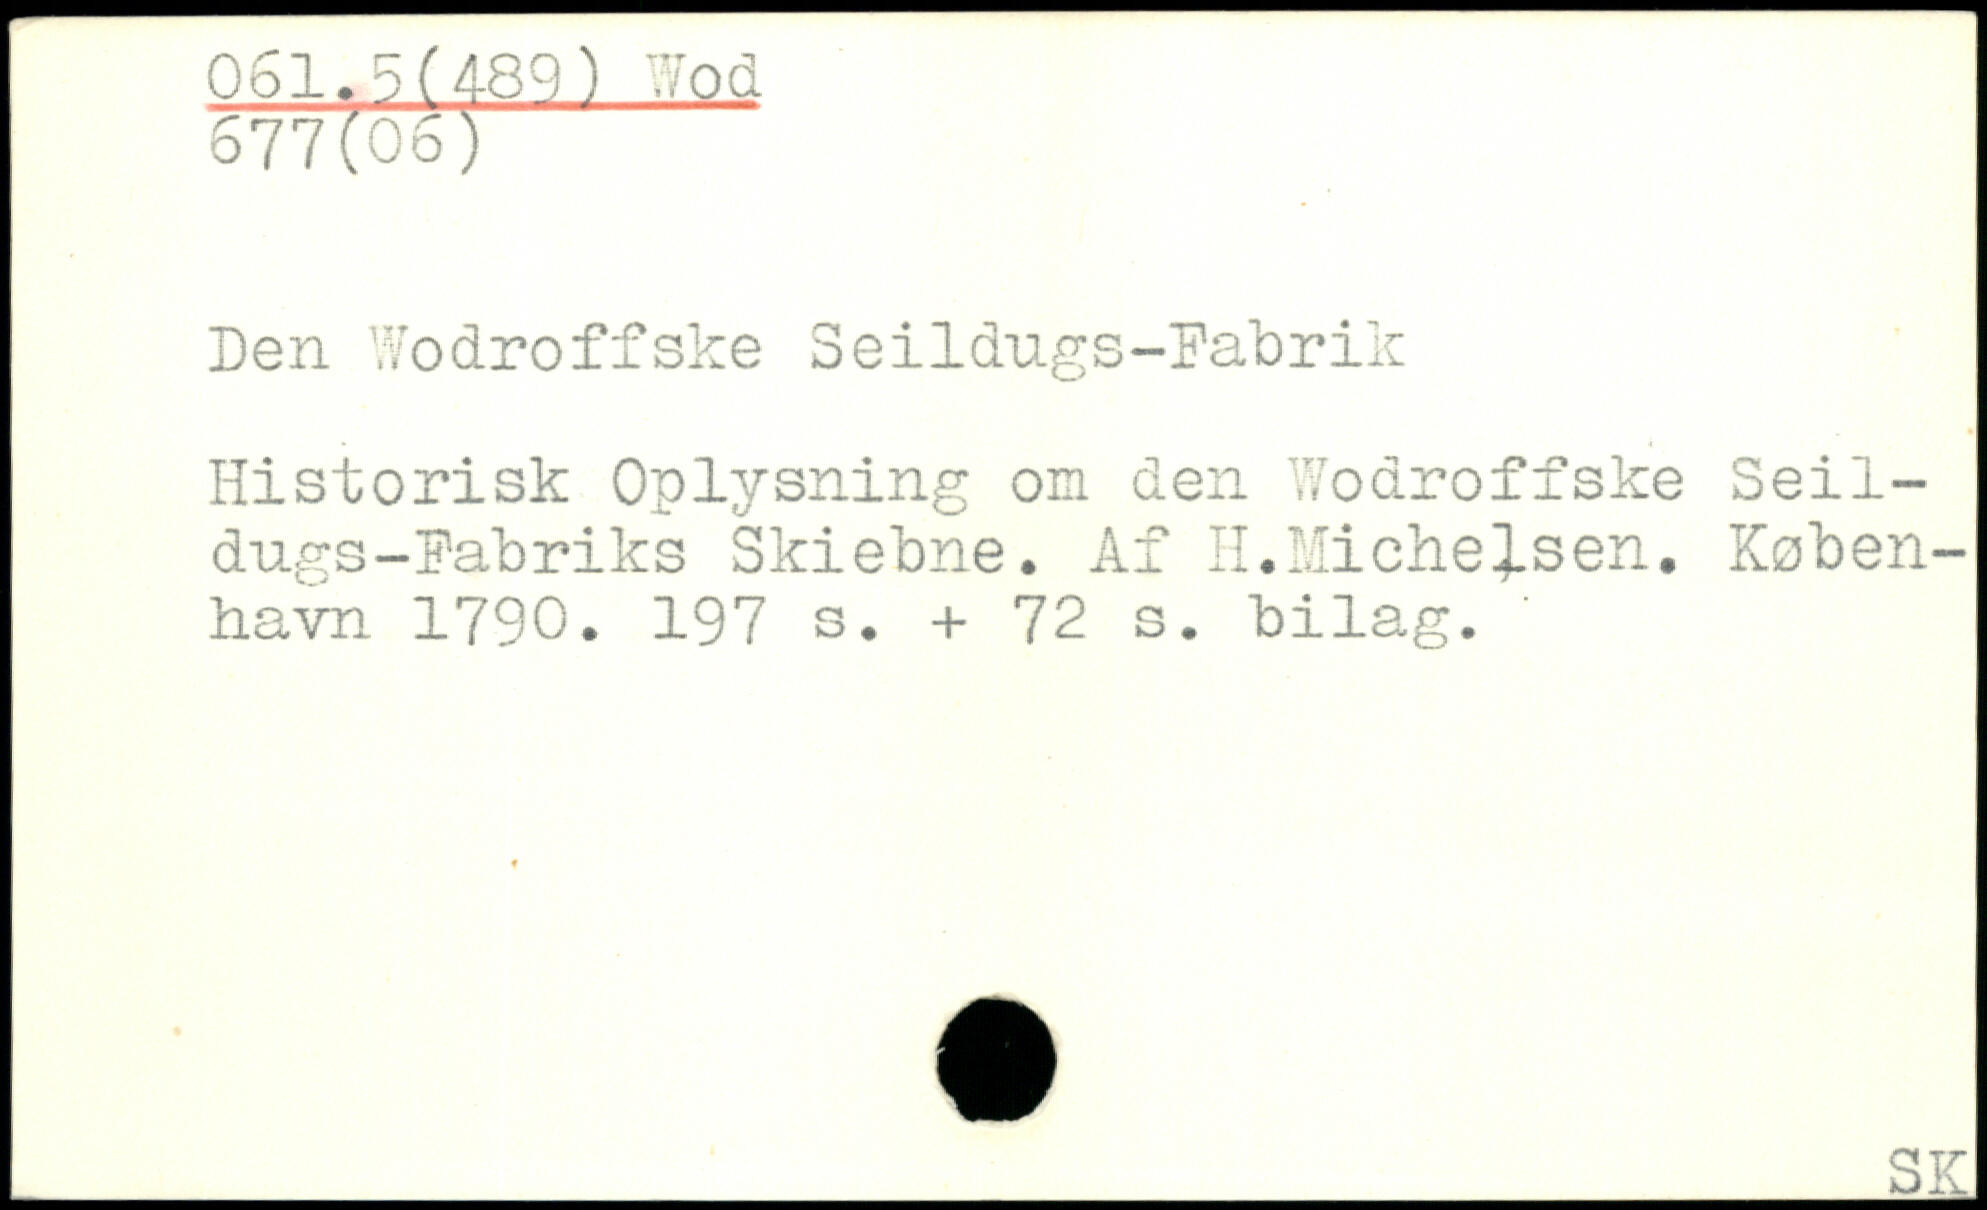 061.5(489) Wod
677(06)
Den Wodroffske Seildugs-Fabrik
Historisk Oplysning om den Wodroffske Seil-
dugs-Fabriks Skiebne. Af H.Michelsen. Køben-
havn 1790. 197 s. + 72 s. bilag.
SK